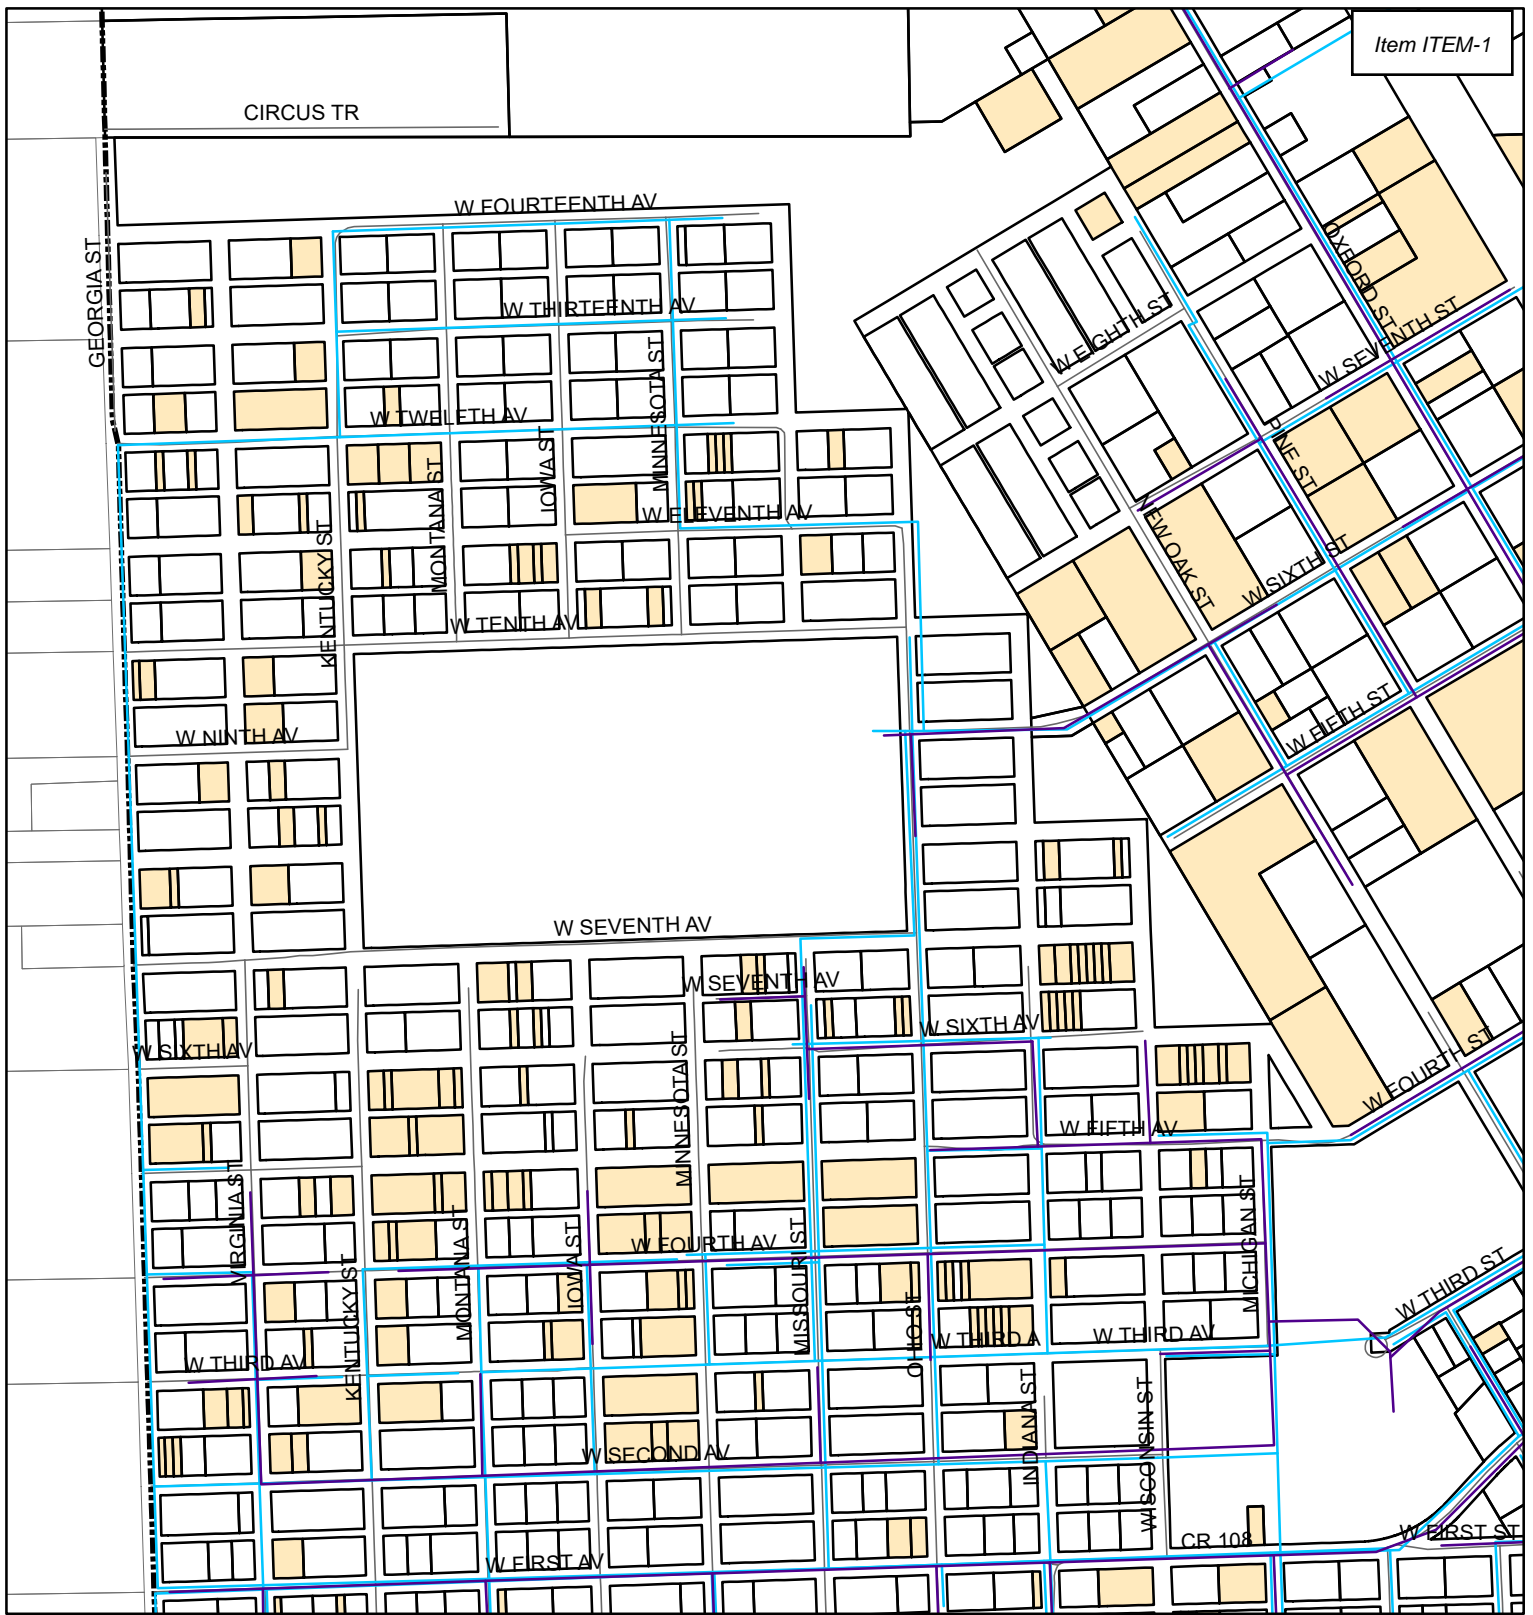 Item ITEM-1
CIRCUS TR
W FOURTEENTH AV
GEORGIA ST
OXFORD ST
W THIRTEENTH AV
W EIGHTH ST
W SEVENTH ST
MINNESOTA ST
W TWELFTH AV
PINE ST
IOWA ST
MONTANA ST
W ELEVENTH AV
NEW OAK ST
KENTUCKY ST
W SIXTH ST
W TENTH AV
W FIFTH ST
W NINTH AV
W SEVENTH AV
W SEVENTH AV
W SIXTH AV
W SIXTH AV
MINNESOTA ST
W FOURTH ST
W FIFTH AV
VIRGINIA ST
MICHIGAN ST
MONTANA ST
IOWA ST
MISSOURI ST
W FOURTH AV
KENTUCKY ST
W THIRD ST
OHIO ST
W THIRD A
W THIRD AV
W THIRD AV
INDIANA ST
WISCONSIN ST
W SECOND AV
CR 108
W FIRST ST
W FIRST AV